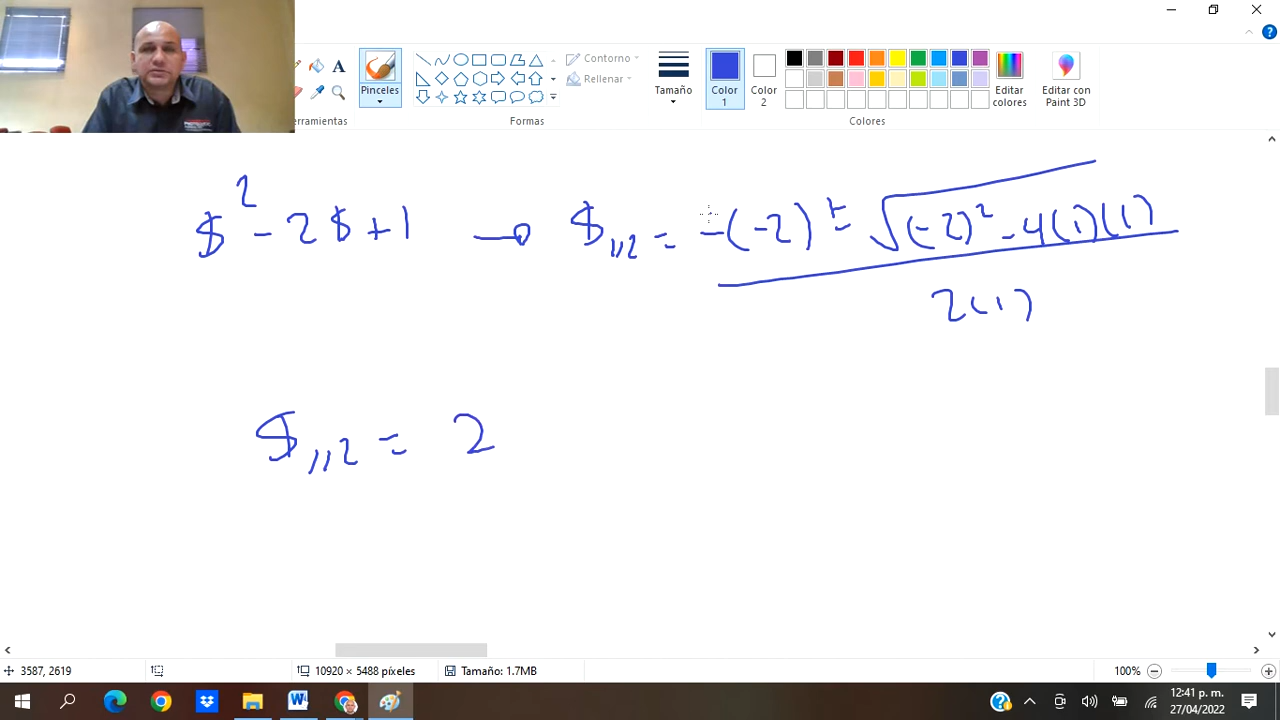 Pinceles
Contorno
Rellenar
Tamaño
Color 1
Color 2
Editar colores
Editar con Paint 3D
erramientas
Formas
Colores
$² - 2$ + 1 → $₁,₂ = (-(-2) ± √((-2)² - 4(1)(1))) / 2(1)
$₁,₂ = 2
3587, 2619
10920 × 5488 píxeles
Tamaño: 1.7MB
100%
12:41 p. m.
27/04/2022